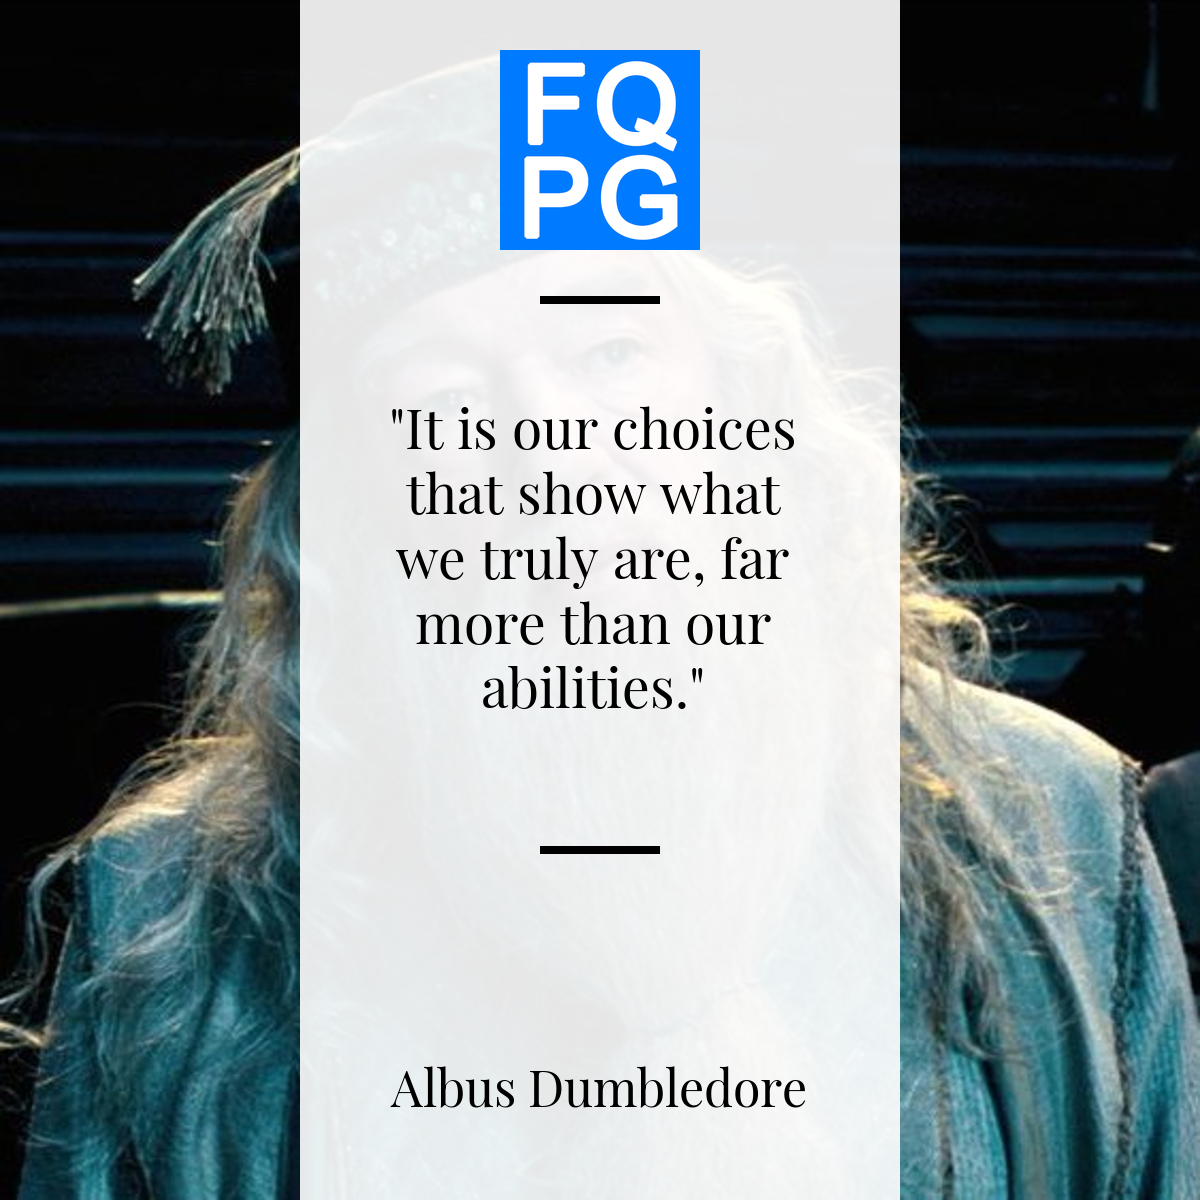 FQ
PG
"It is our choices
that show what
we truly are, far
more than our
abilities."
Albus Dumbledore